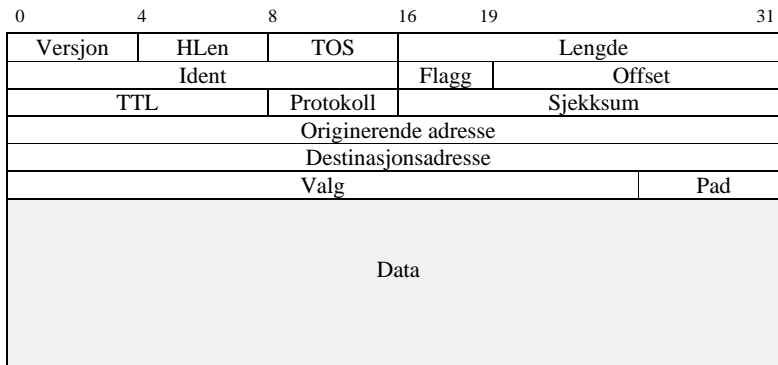 0 4 8 16 19 31
Versjon HLen TOS Lengde
Ident Flagg Offset
TTL Protokoll Sjekksum
Originerende adresse
Destinasjonsadresse
Valg Pad
Data